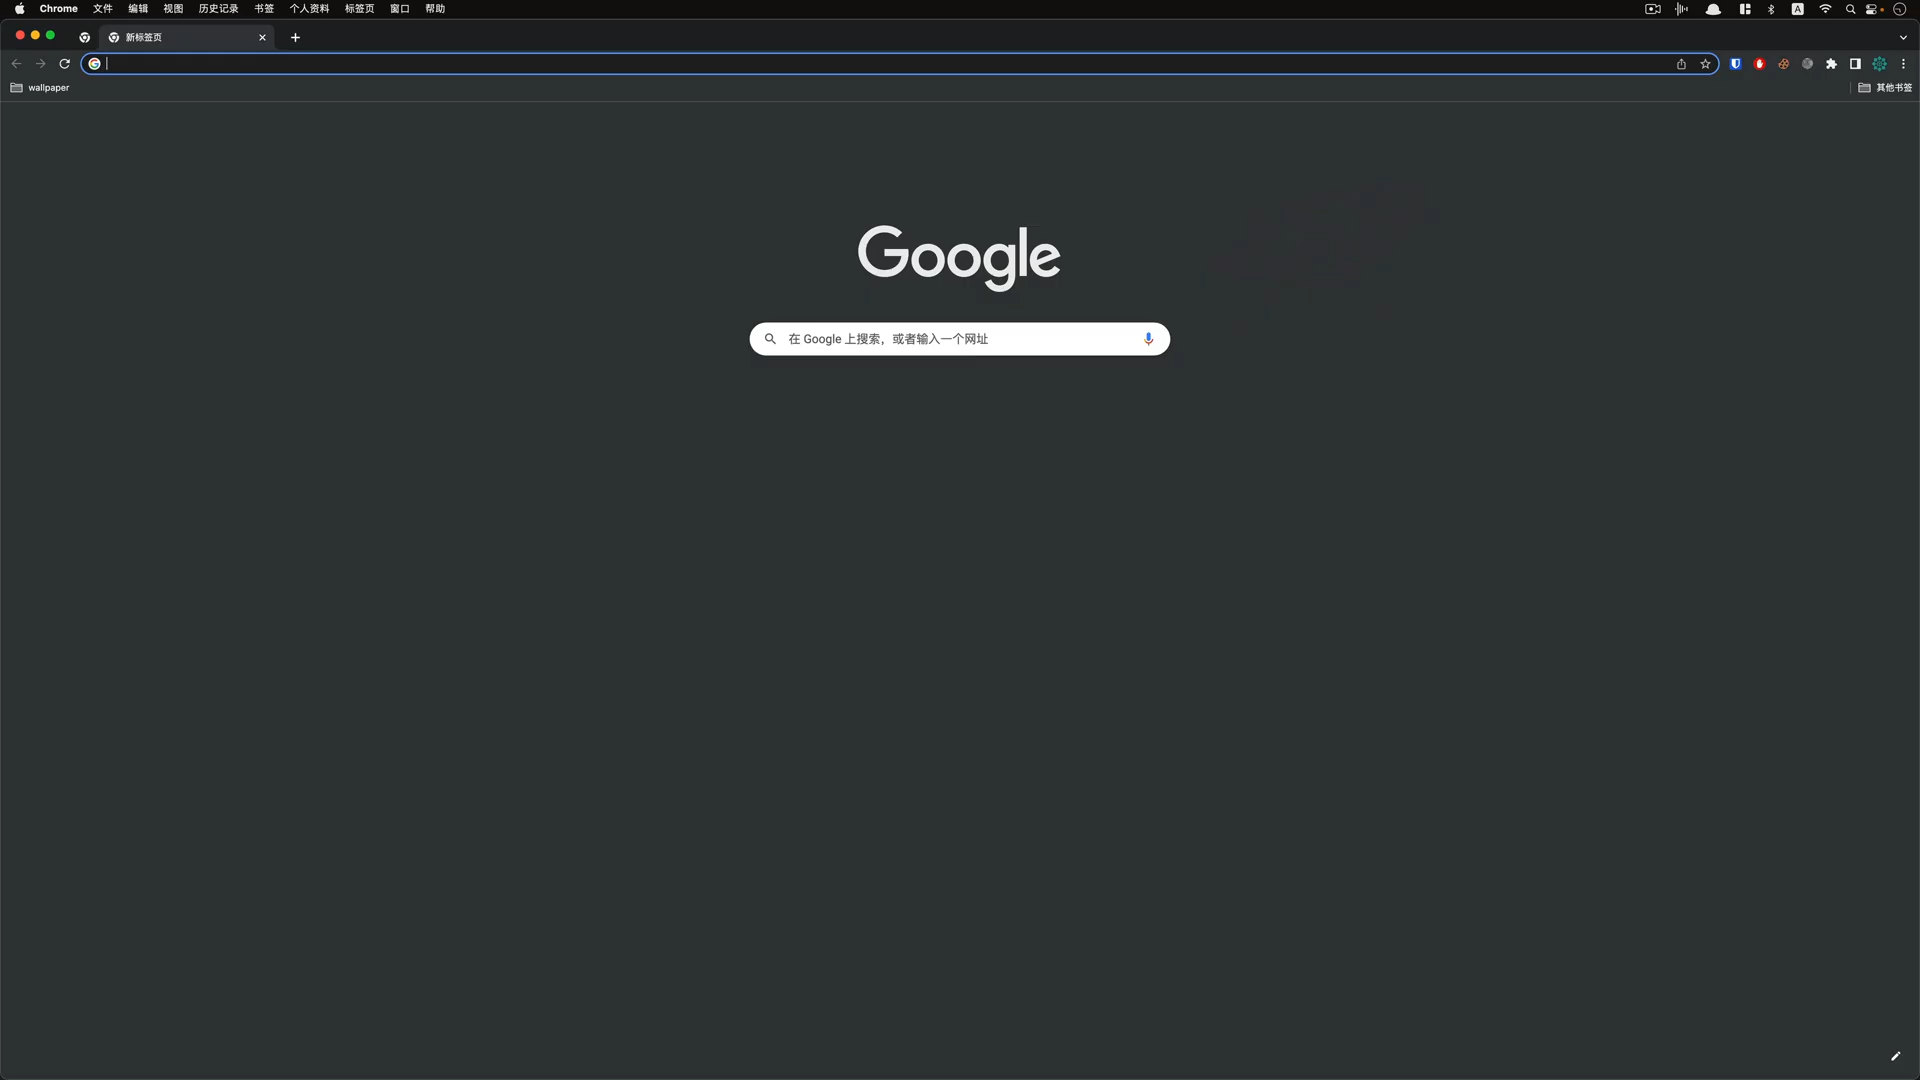 Chrome 文件 编辑 视图 历史记录 书签 个人资料 标签页 窗口 帮助
新标签页
wallpaper
其他书签
Google
在 Google 上搜索，或者输入一个网址